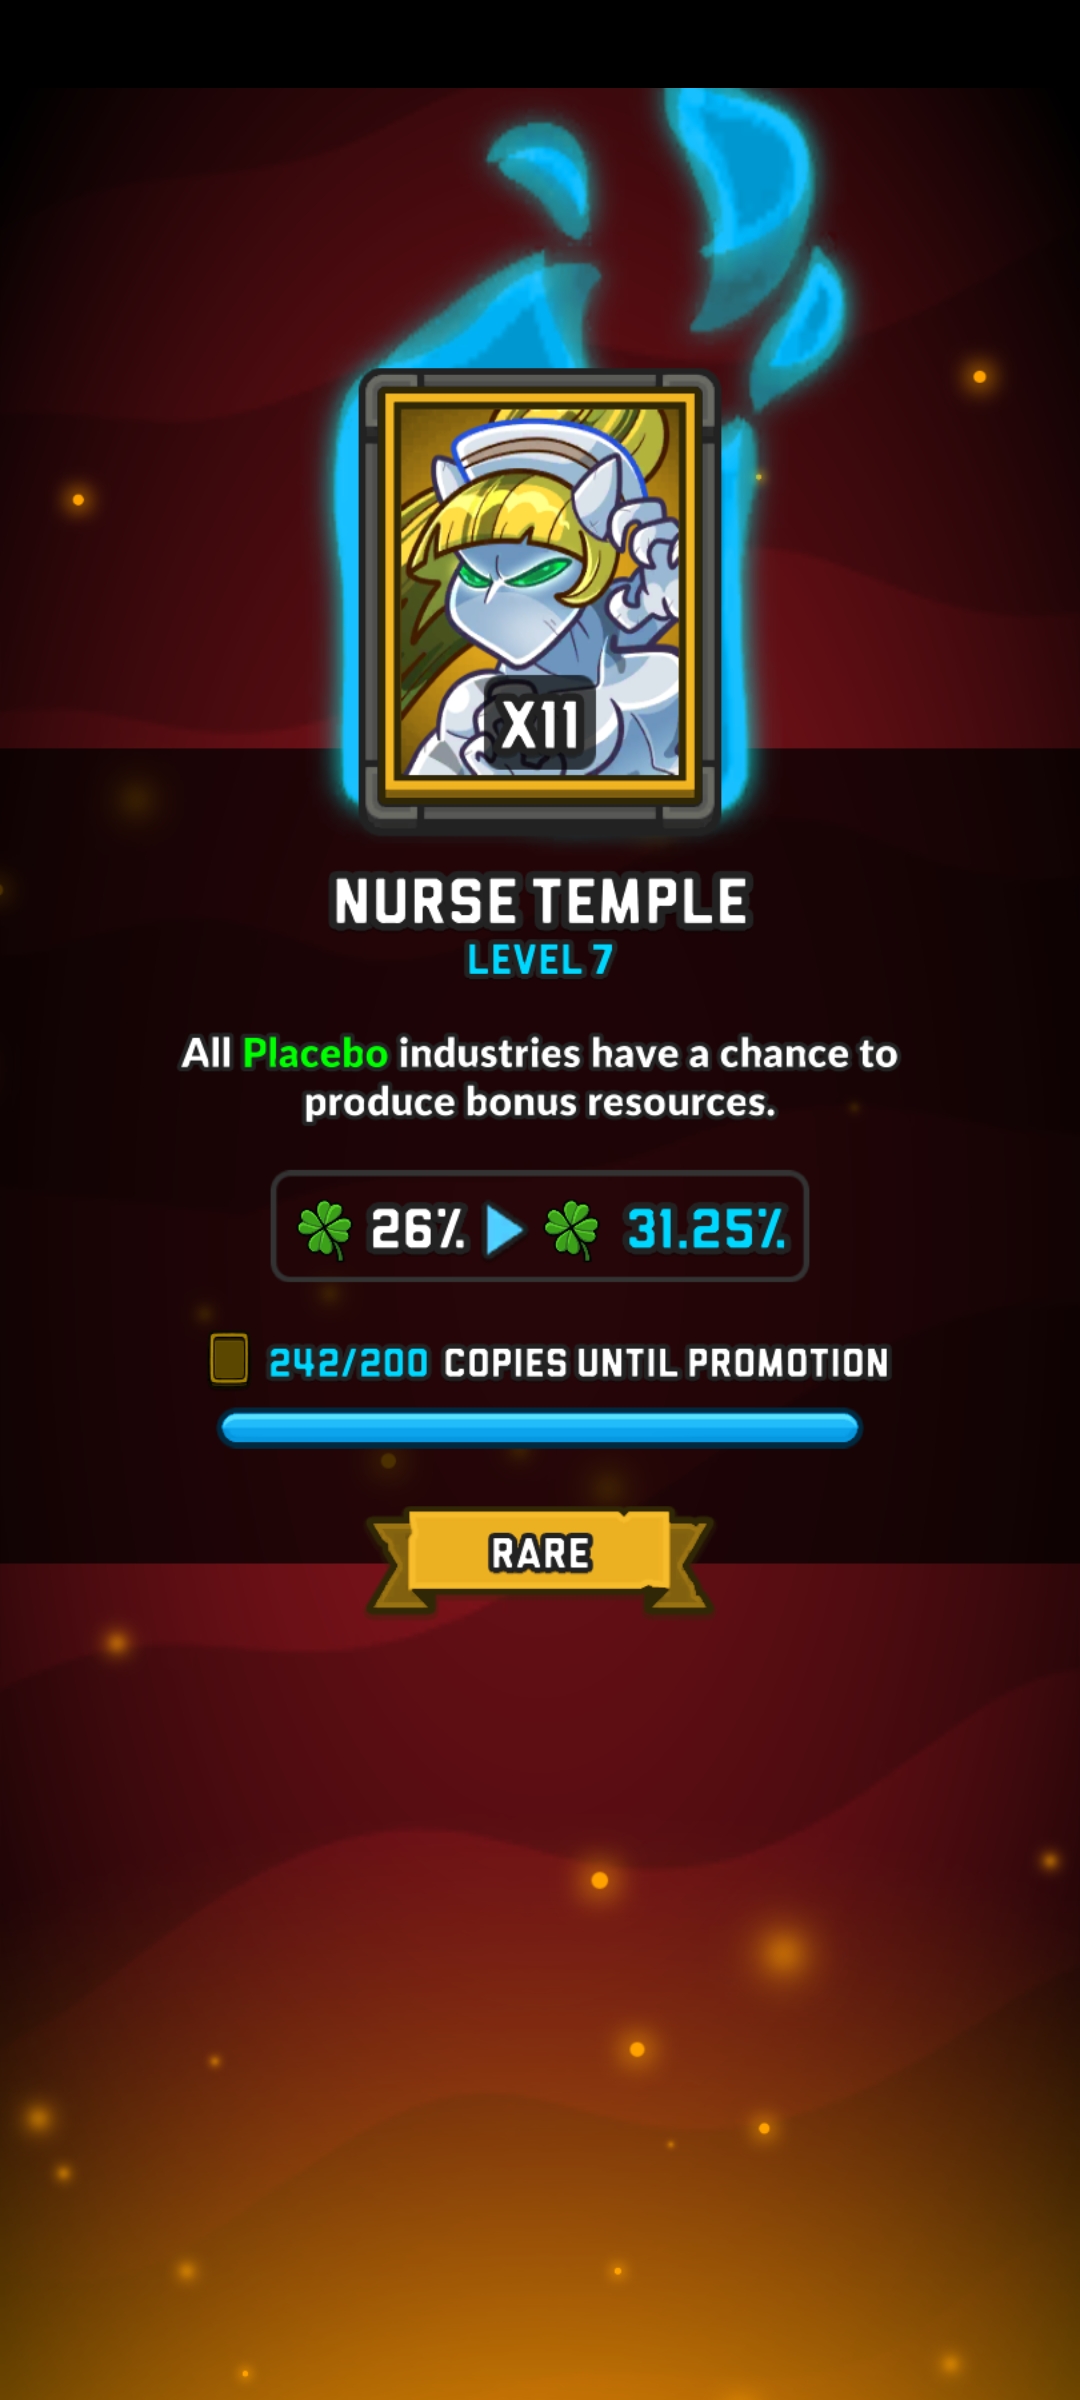 X11
NURSE TEMPLE
LEVEL 7
All Placebo industries have a chance to
produce bonus resources.
26% 31.25%
242/200 COPIES UNTIL PROMOTION
RARE